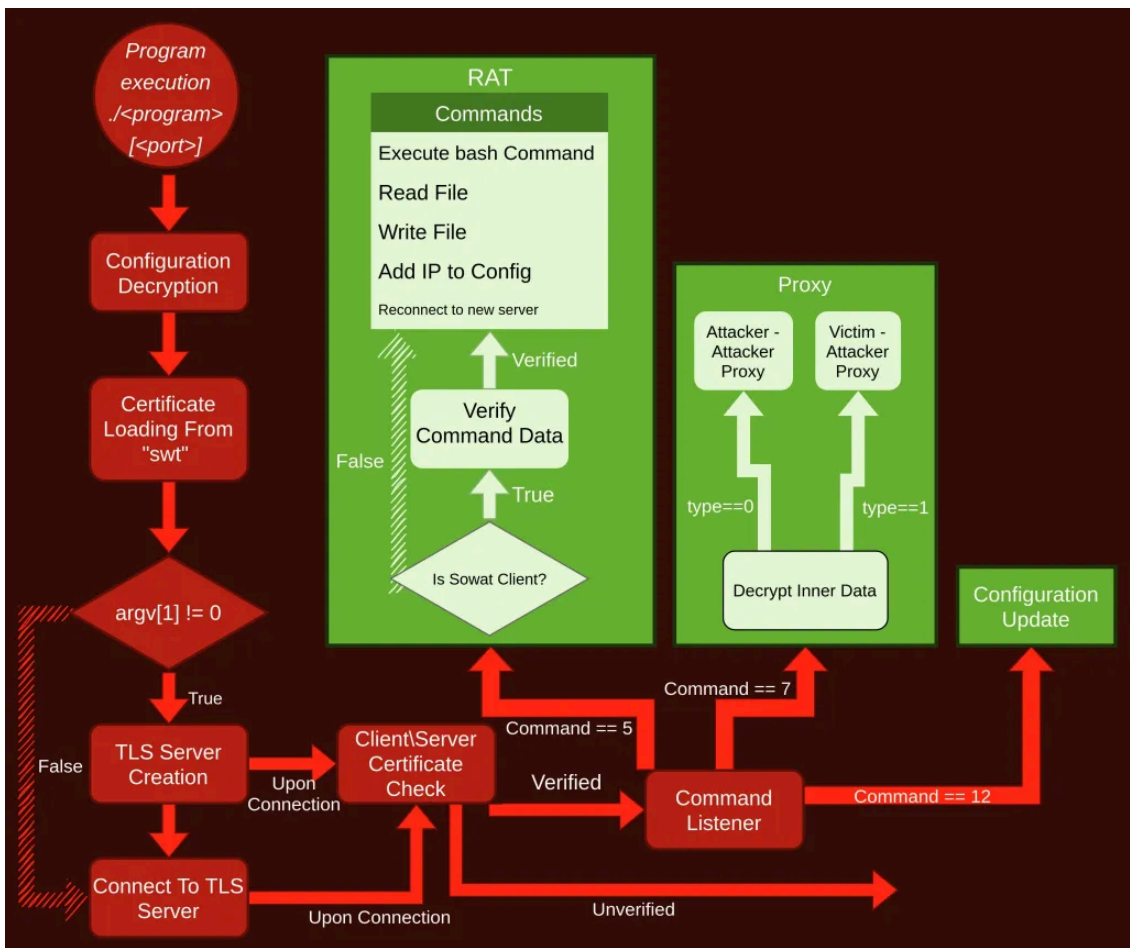 Program
execution
./<program>
[<port>]
Configuration
Decryption
Certificate
Loading From
"swt"
argv[1] != 0
True
False
TLS Server
Creation
Upon
Connection
Connect To TLS
Server
Upon Connection
Client\Server
Certificate
Check
Verified
Unverified
Command
Listener
Command == 5
Command == 7
Command == 12
RAT
Commands
Execute bash Command
Read File
Write File
Add IP to Config
Reconnect to new server
Verified
Verify
Command Data
False
True
Is Sowat Client?
Proxy
Attacker -
Attacker
Proxy
Victim -
Attacker
Proxy
type==0
type==1
Decrypt Inner Data
Configuration
Update